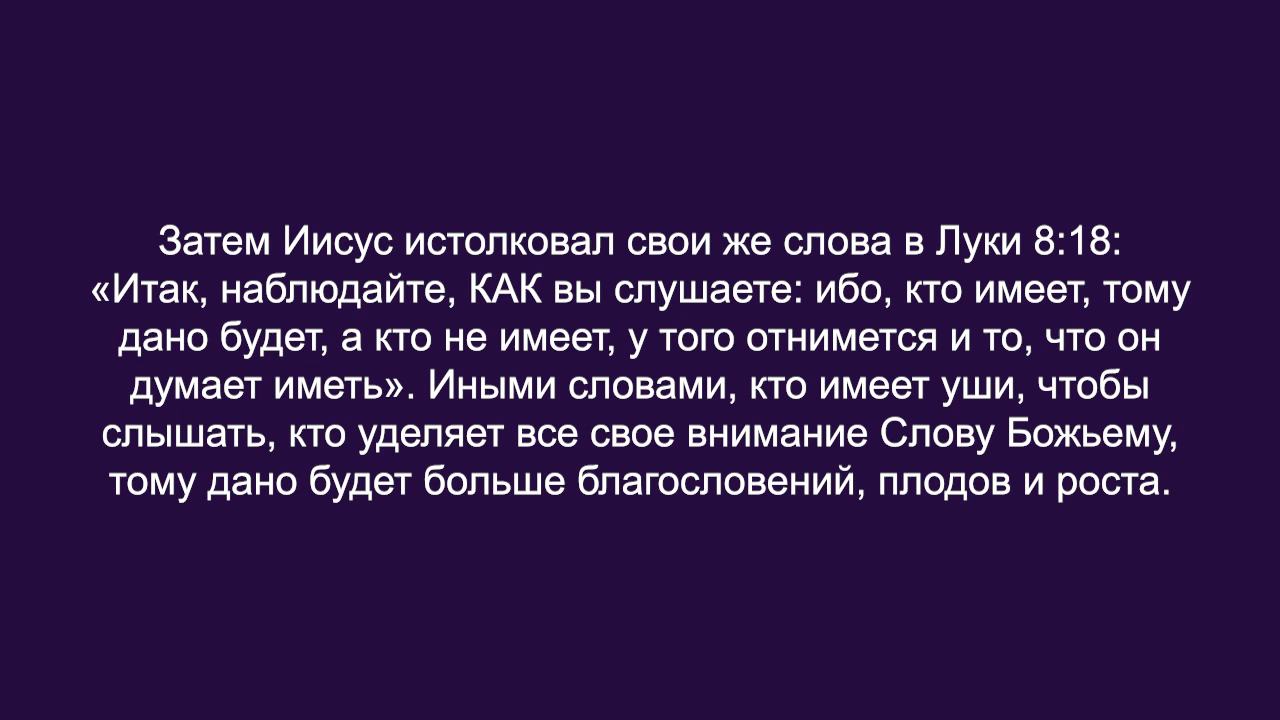 Затем Иисус истолковал свои же слова в Луки 8:18:
«Итак, наблюдайте, КАК вы слушаете: ибо, кто имеет, тому
дано будет, а кто не имеет, у того отнимется и то, что он
думает иметь». Иными словами, кто имеет уши, чтобы
слышать, кто уделяет все свое внимание Слову Божьему,
тому дано будет больше благословений, плодов и роста.